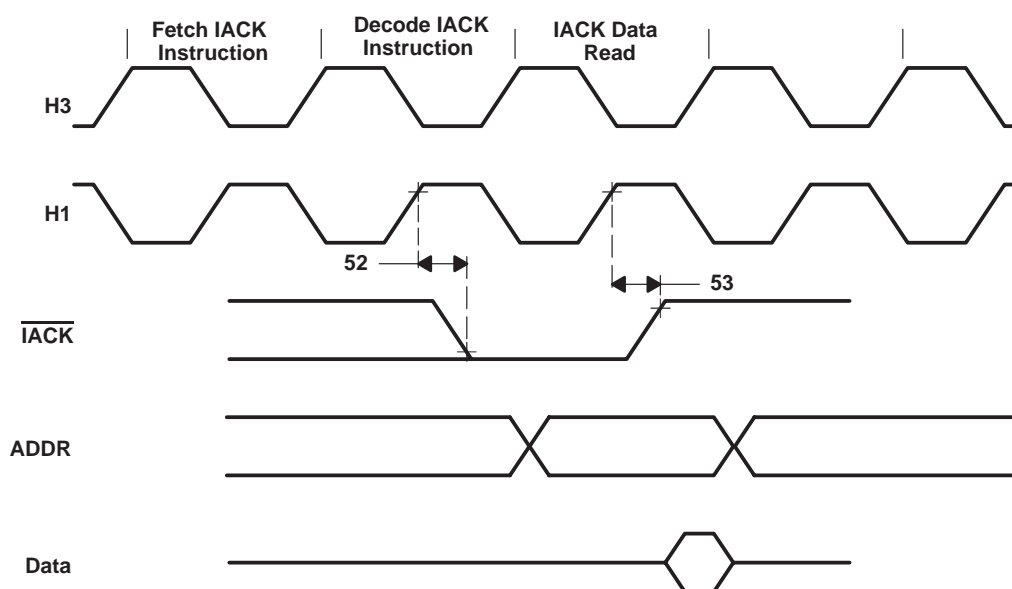 Fetch IACK
Instruction
Decode IACK
Instruction
IACK Data
Read
H3
H1
52
53
IACK
ADDR
Data